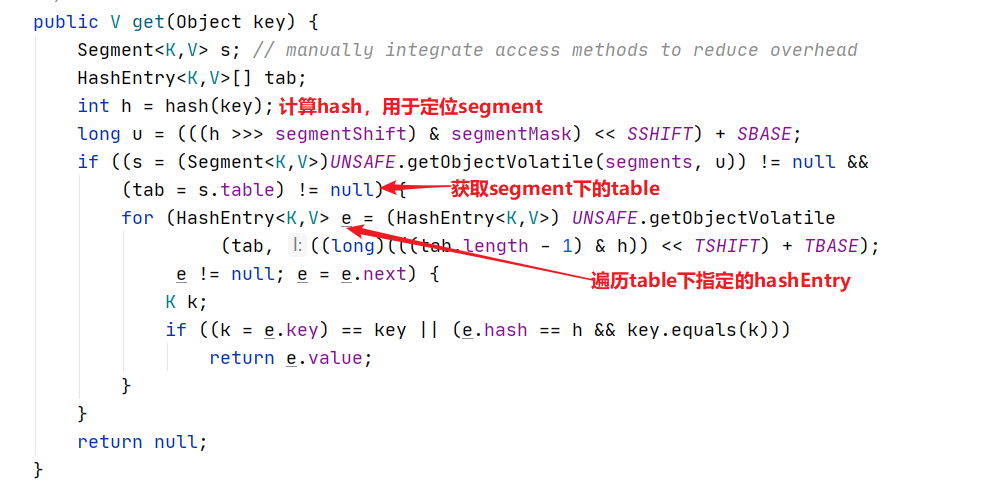 public V get(Object key) {
Segment<K,V> s; // manually integrate access methods to reduce overhead
HashEntry<K,V>[] tab;
int h = hash(key); 计算hash，用于定位segment
long u = (((h >>> segmentShift) & segmentMask) << SSHIFT) + SBASE;
if ((s = (Segment<K,V>)UNSAFE.getObjectVolatile(segments, u)) != null &&
(tab = s.table) != null) { 获取segment下的table
for (HashEntry<K,V> e = (HashEntry<K,V>) UNSAFE.getObjectVolatile
(tab, l: ((long)(((tab.length - 1) & h)) << TSHIFT) + TBASE);
e != null; e = e.next) {
遍历table下指定的hashEntry
K k;
if ((k = e.key) == key || (e.hash == h && key.equals(k)))
return e.value;
}
}
return null;
}